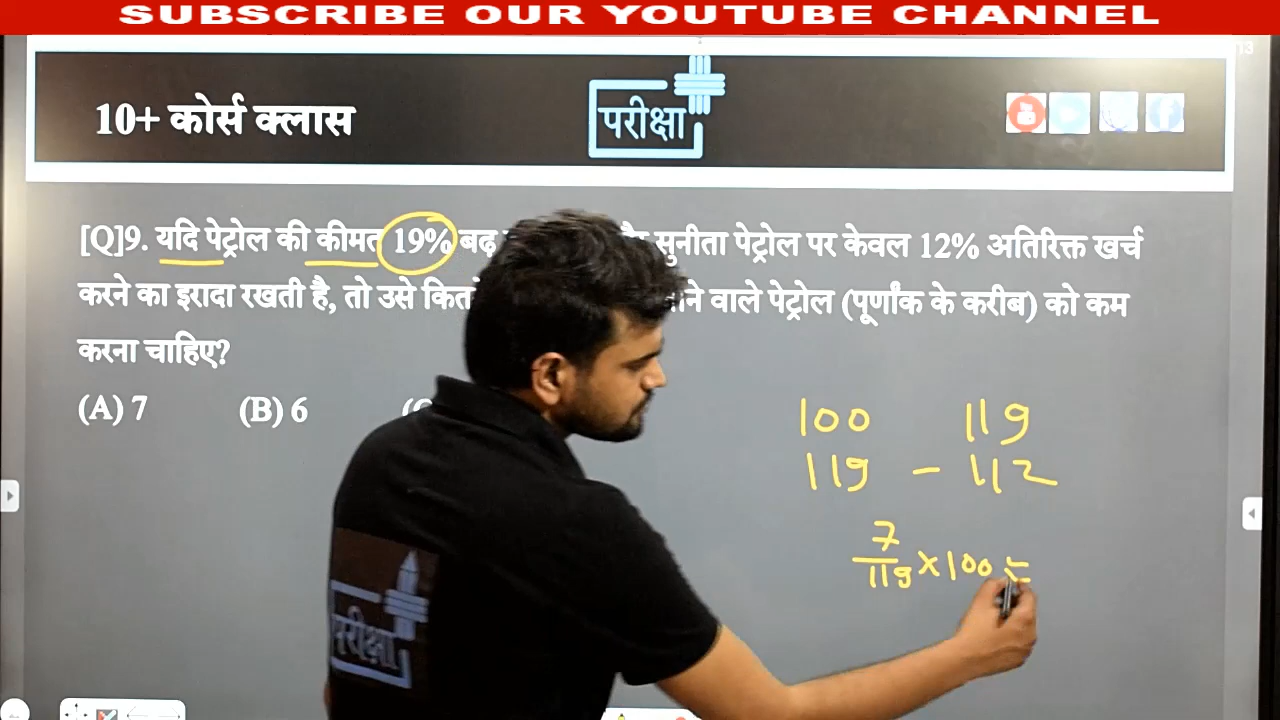 SUBSCRIBE OUR YOUTUBE CHANNEL
13
10+ कोर्स क्लास
परीक्षा
[Q]9. यदि पेट्रोल की कीमत 19% बढ़ सुनीता पेट्रोल पर केवल 12% अतिरिक्त खर्च
करने का इरादा रखती है, तो उसे वाले पेट्रोल (पूर्णांक के करीब) को कम
करना चाहिए?
(A) 7 (B) 6
100 119
119 - 112
7/119 x 100 =
परीक्षा